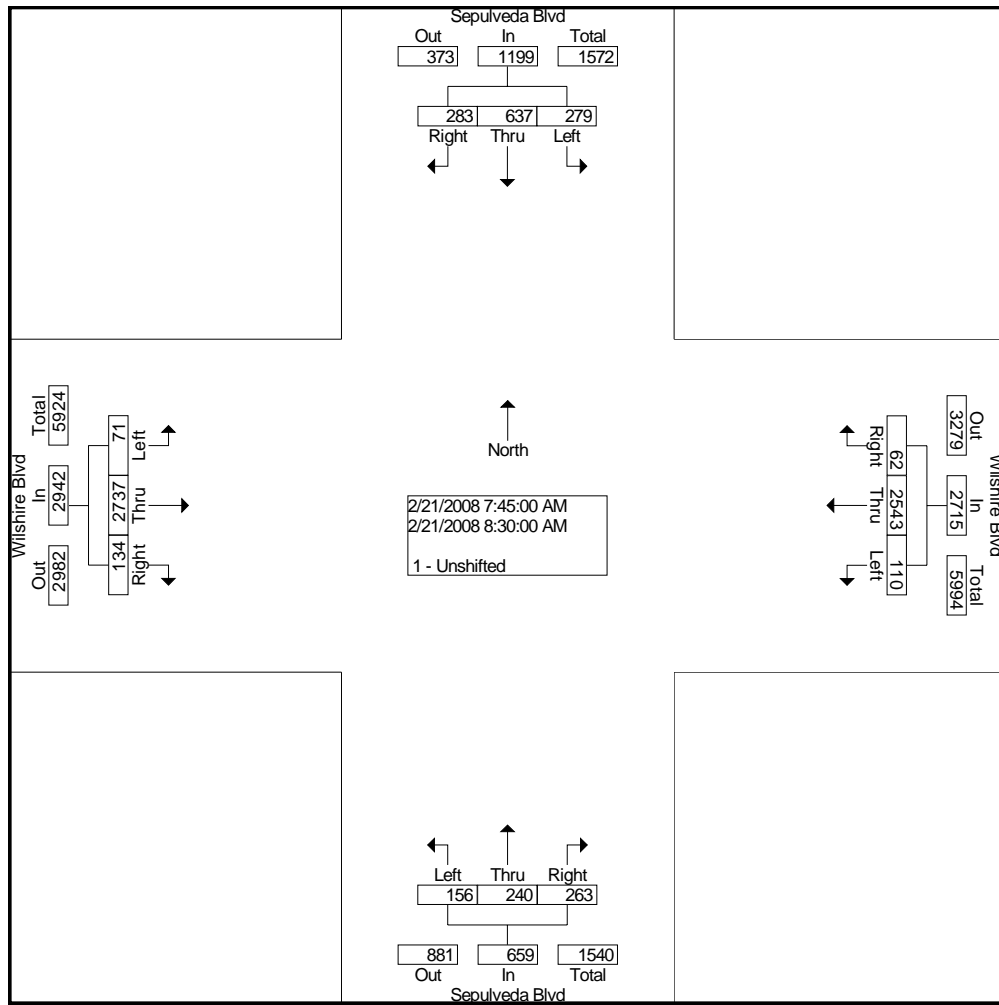 Sepulveda Blvd
Out In Total
373 1199 1572
283 637 279
Right Thru Left
Wilshire Blvd
Total In Out
5924 2942 2982
71 2737 134
Left Thru Right
North
2/21/2008 7:45:00 AM
2/21/2008 8:30:00 AM
1 - Unshifted
Right Thru Left
62 2543 110
Out In Total
3279 2715 5994
Wilshire Blvd
Left Thru Right
156 240 263
881 659 1540
Out In Total
Sepulveda Blvd